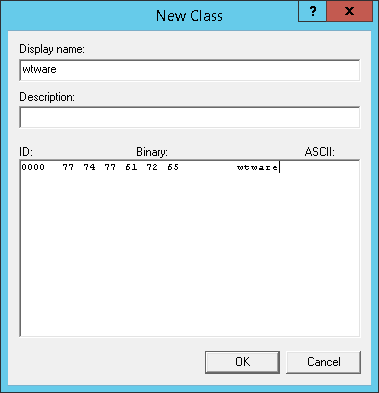 New Class
?
x
Display name:
wtware
Description:
ID: Binary: ASCII:
0000 77 74 77 61 72 65 wtware
OK Cancel